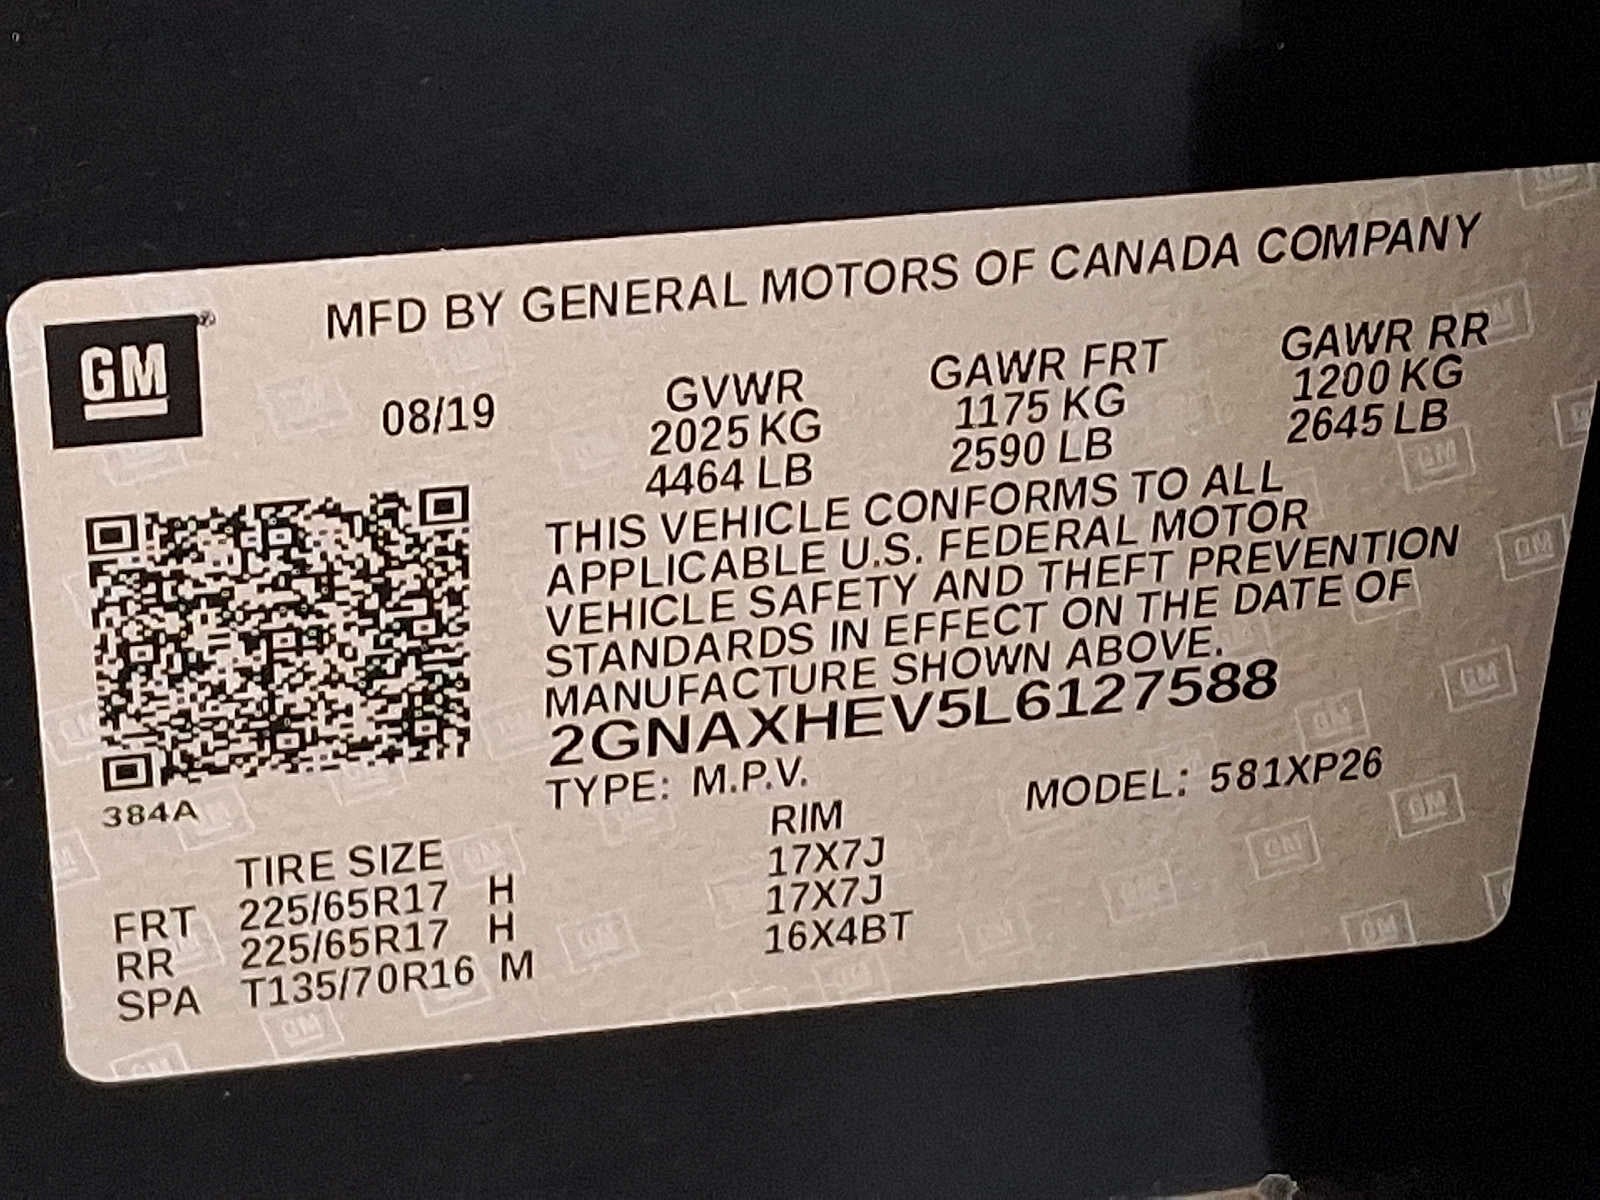 MFD BY GENERAL MOTORS OF CANADA COMPANY
GM
08/19
GVWR GAWR FRT GAWR RR
2025 KG 1175 KG 1200 KG
4464 LB 2590 LB 2645 LB
THIS VEHICLE CONFORMS TO ALL
APPLICABLE U.S. FEDERAL MOTOR
VEHICLE SAFETY AND THEFT PREVENTION
STANDARDS IN EFFECT ON THE DATE OF
MANUFACTURE SHOWN ABOVE.
2GNAXHEV5L6127588
TYPE: M.P.V. MODEL: 581XP26
384A
TIRE SIZE RIM
FRT 225/65R17 H 17X7J
RR 225/65R17 H 17X7J
SPA T135/70R16 M 16X4BT